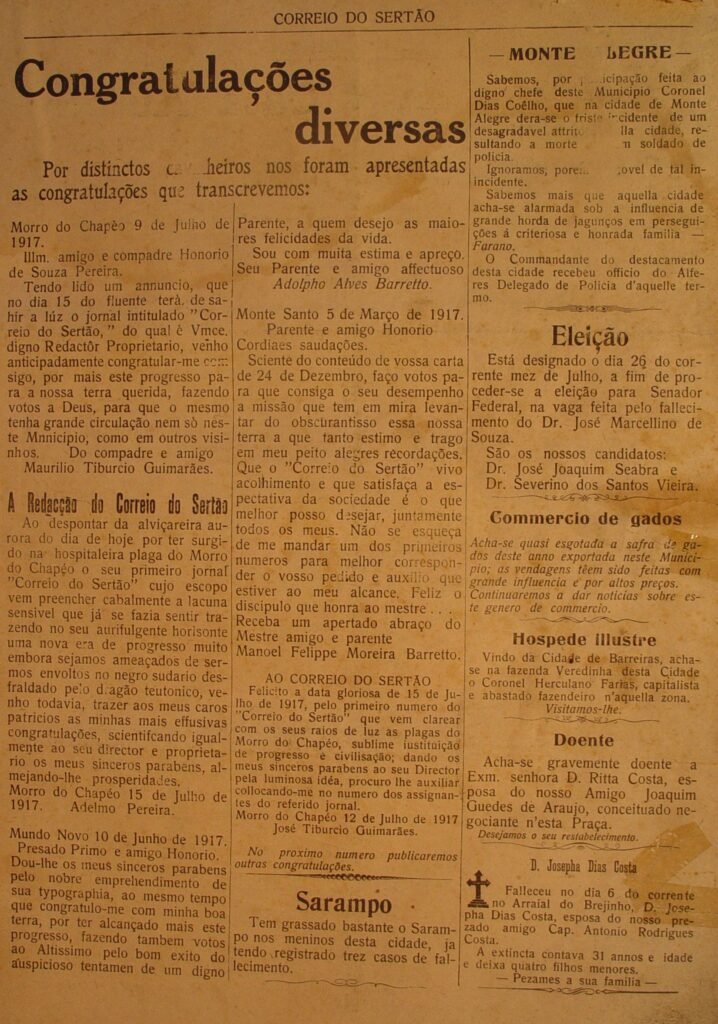 CORREIO DO SERTÃO
Congratulações
diversas
Por distinctos c heiros nos foram apresentadas
as congratulações que transcrevemos:
Morro do Chapèo 9 de Julho de
1917.
Illm. amigo e compadre Honorio
de Souza Pereira.
Tendo lido um annuncio, que
no dia 15 do fluente terá, de sa-
hír a lúz o jornal intitulado "Cor-
reio do Sertão," do qual è Vmce.
digno Redactôr Proprietario, vènho
anticipadamente congratular-me com-
sigo, por mais este progresso pa-
ra a nossa terra querida, fazendo
votos a Deus, para que o mesmo
tenha grande circulação nem só nès-
te Mnnicipio, como em outros visi-
nhos. Do compadre e amigo
Maurilio Tiburcio Guimarães.
A Redacção do Correio do Sertão
Ao despontar da alviçareira au-
rora do dia de hoje por ter surgi-
do na hospitaleira plaga do Morro
do Chapéo o seu primeiro jornal
"Correio do Sertão" cujo escopo
vem preencher cabalmente a lacuna
sensivel que já se fazia sentir tra-
zendo no seu aurifulgente horisonte
uma nova era de progresso muito
embora sejamos ameaçados de ser-
mos envoltos no negro sudario des-
fraldado pelo dragão teutonico, ve-
nho todavia, trazer aos meus caros
patricios as minhas mais effusivas
congratulações, scientifcando igual-
mente ao seu director e proprieta-
rio os meus sinceros parabens, al-
mejando-lhe prosperidades.
Morro do Chapéo 15 de Julho de
1917. Adelmo Pereira.
Mundo Novo 10 de Junho de 1917.
Presado Primo e amigo Honorio.
Dou-lhe os meus sinceros parabens
pelo nobre emprehendimento de
sua typographia, ao mesmo tempo
que congratulo-me com minha boa
terra, por ter alcançado mais este
progresso, fazendo tambem votos
ao Altissimo pelo bom exito do
auspicioso tentamen de um digno
Parente, a quem desejo as maio-
res felicidades da vida.
Sou com muita estima e apreço.
Seu Parente e amigo affectuoso
Adolpho Alves Barretto.
Monte Santo 5 de Março de 1917.
Parente e amigo Honorio
Cordiaes saudações.
Sciente do conteúdo de vossa carta
de 24 de Dezembro, faço votos pa-
ra que consiga o seu desempenho
a missão que tem em mira levan-
tar do obscurantisso essa nossa
terra a que tanto estimo e trago
em meu peito alegres recordações.
Que o "Correio do Sertão" vivo
acolhimento e que satisfaça a es-
pectativa da sociedade é o que
melhor posso desejar, juntamente
todos os meus. Não se esqueça
de me mandar um dos primeiros
numeros para melhor correspon-
der o vosso pedido e auxilio que
estiver ao meu alcance. Feliz o
discipulo que honra ao mestre . . .
Receba um apertado abraço do
Mestre amigo e parente
Manoel Felippe Moreira Barretto.
AO CORREIO DO SERTÃO
Felicito a data gloriosa de 15 de Ju-
lho de 1917, pelo primeiro numero do
"Correio do Sertão" que vem clarear
com os seus raios de luz as plagas do
Morro do Chapéo, sublime iustituição
de progresso è civilisação; dando os
meus sinceros parabens ao seu Director
pela luminosa idéa, procuro lhe auxiliar
collocando-me no numero dos assignan-
tes do referido jornal.
Morro do Chapéo 12 de Julho de 1917
José Tiburcio Guimarães.
No proximo numero publicaremos
outras congratulações.
Sarampo
Tem grassado bastante o Saram-
po nos meninos desta cidade, ja
tendo registrado trez casos de fal-
lecimento.
— MONTE LEGRE —
Sabemos, por icipação feita ao
digno chefe deste Municipio Coronel
Dias Coêlho, que na cidade de Monte
Alegre dera-se o triste incidente de um
desagradavel attrito lla cidade, re-
sultando a morte m soldado de
policia.
Ignoramos, pore... ovel de tal in-
incidente.
Sabemos mais que aquella cidade
acha-se alarmada sob a influencia de
grande horda de jagunços em persegui-
ções á criteriosa e honrada familia —
Farano.
O Commandante do destacamento
desta cidade recebeu officio do Alfe-
res Delegado de Policia d'aquelle ter-
mo.
Eleição
Está designado o dia 26 do cor-
rente mez de Julho, a fim de pro-
ceder-se a eleição para Senador
Federal, na vaga feita pelo falleci-
mento do Dr. José Marcellino de
Souza.
São os nossos candidatos:
Dr. José Joaquim Seabra e
Dr. Severino dos Santos Vieira.
Commercio de gados
Acha-se quasi esgotada a safra de ga-
dos deste anno exportada neste Munici-
pio; as vendagens têem sido feitas com
grande influencia e por altos preços.
Continuaremos a dar noticias sobre es-
te genero de commercio.
Hospede illustre
Vindo da Cidade de Barreiras, acha-
se na fazenda Veredinha desta Cidade
o Coronel Herculano Farias, capitalista
e abastado fazendeiro n'aquella zona.
Visitamos-lhe.
Doente
Acha-se gravemente doente a
Exm. senhora D. Ritta Costa, es-
posa do nosso Amigo Joaquim
Guedes de Araujo, conceituado ne-
gociante n'esta Praça.
Desejamos o seu restabelecimento.
D. Josepha Dias Costa
Falleceu no dia 6 do corrente
no Arraial do Brejinho, D. Jose-
pha Dias Costa, esposa do nosso pre-
zado amigo Cap. Antonio Rodrigues
Costa.
A extincta contava 31 annos e idade
e deixa quatro filhos menores.
— Pezames a sua familia —